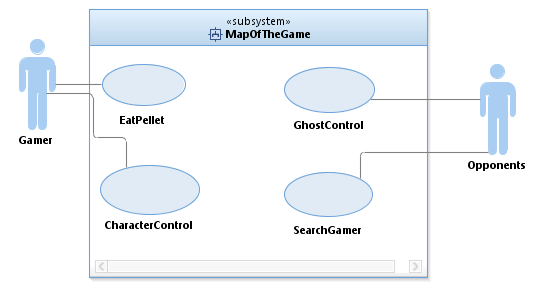 «subsystem»
MapOfTheGame
EatPellet
GhostControl
Gamer
Opponents
CharacterControl
SearchGamer